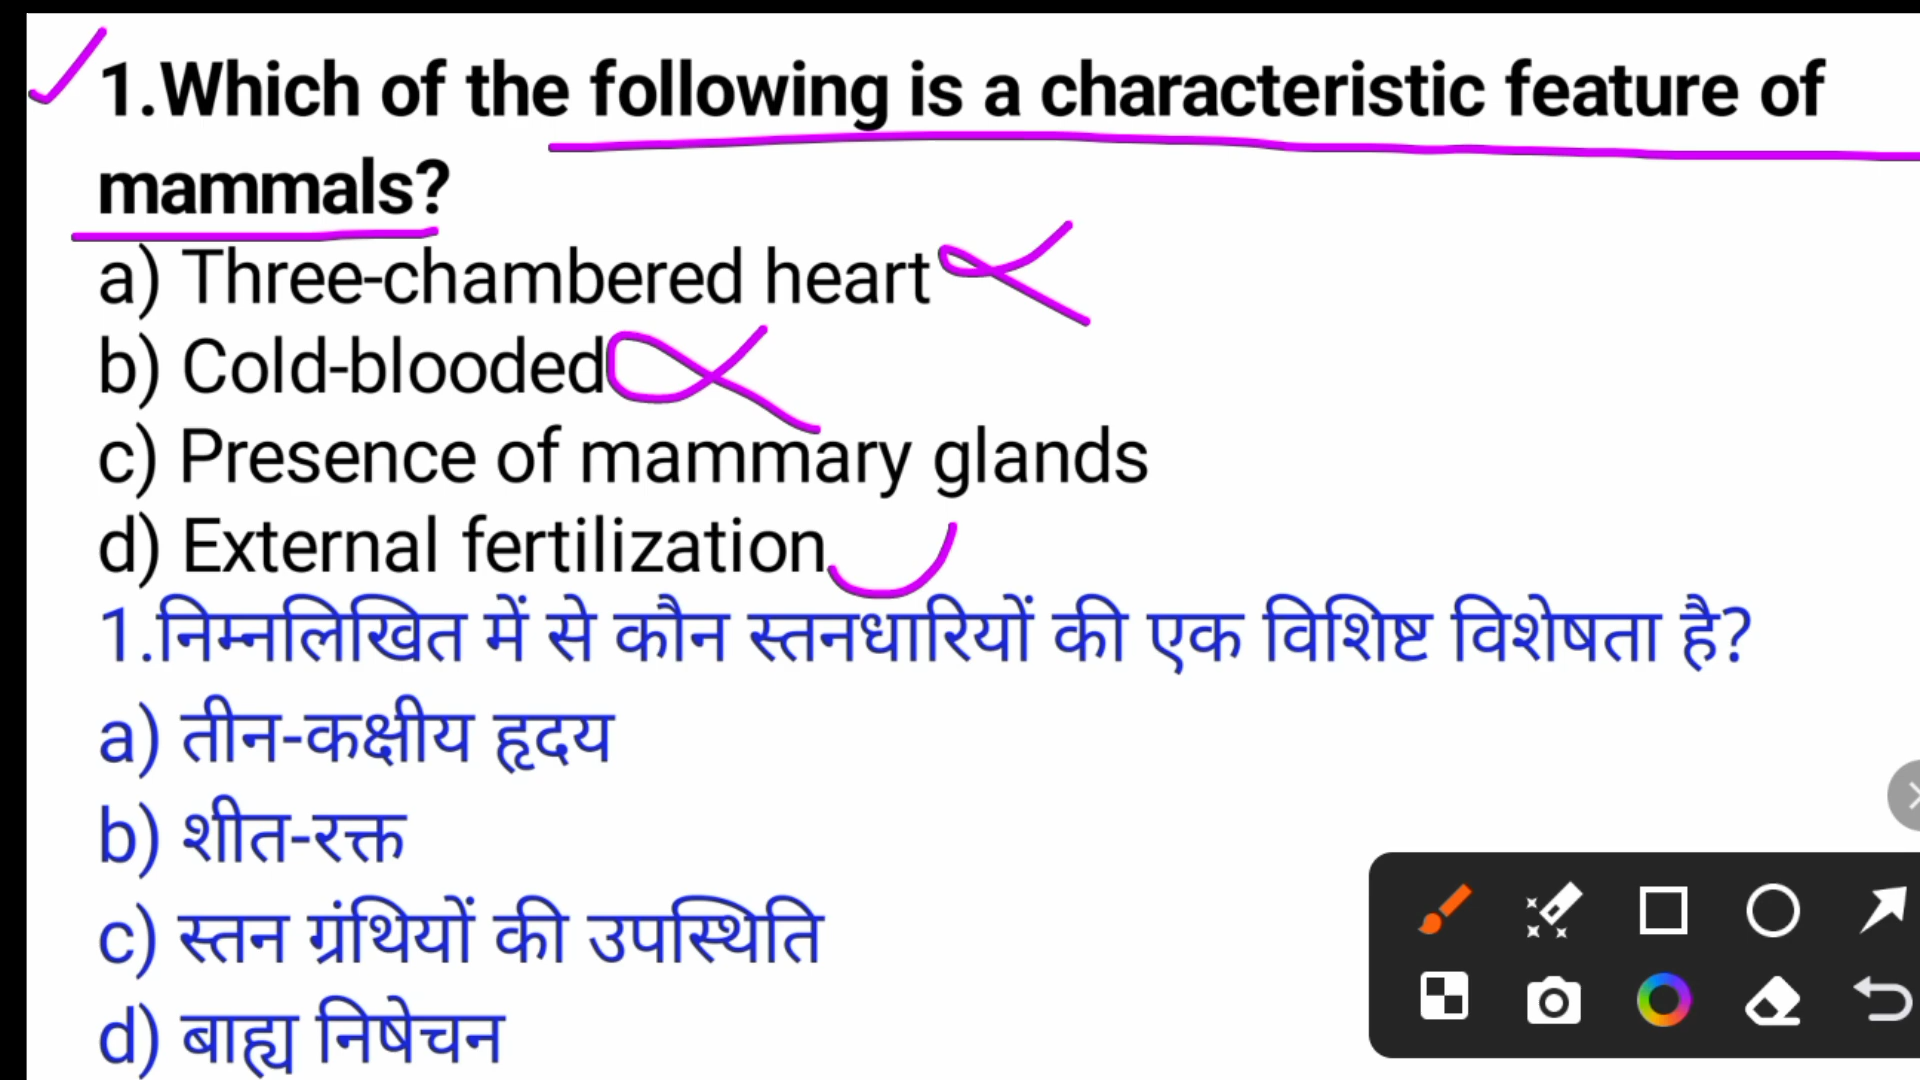 1.Which of the following is a characteristic feature of
mammals?
a) Three-chambered heart
b) Cold-blooded
c) Presence of mammary glands
d) External fertilization
1.निम्नलिखित में से कौन स्तनधारियों की एक विशिष्ट विशेषता है?
a) तीन-कक्षीय हृदय
b) शीत-रक्त
c) स्तन ग्रंथियों की उपस्थिति
d) बाह्य निषेचन